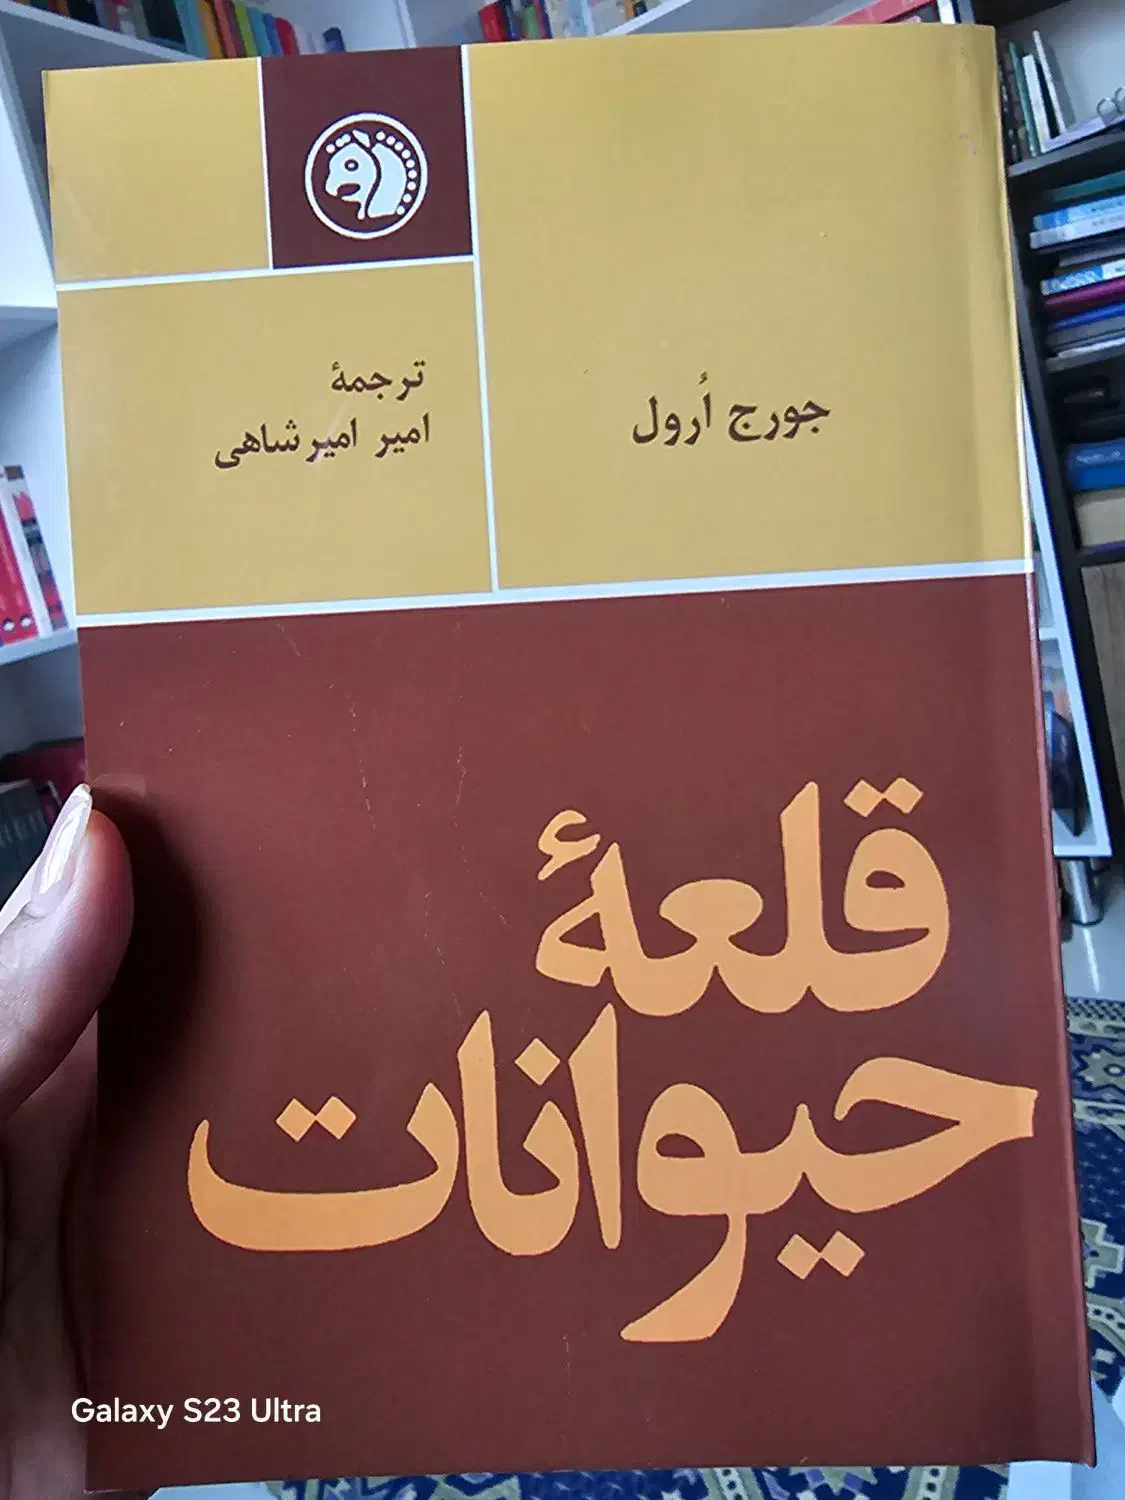 جورج اُرول
ترجمهٔ
امیر امیرشاهی
قلعهٔ
حیوانات
Galaxy S23 Ultra